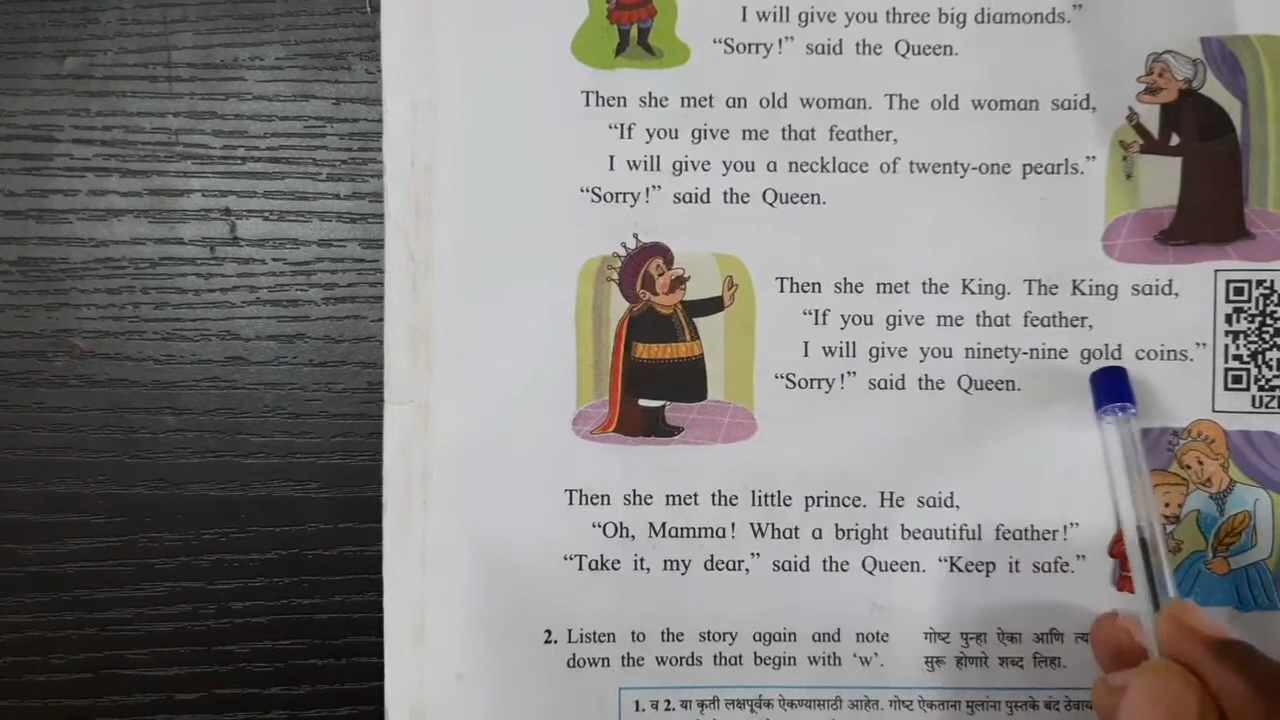 I will give you three big diamonds.”
“Sorry!” said the Queen.
Then she met an old woman. The old woman said,
“If you give me that feather,
I will give you a necklace of twenty-one pearls.”
“Sorry!” said the Queen.
Then she met the King. The King said,
“If you give me that feather,
I will give you ninety-nine gold coins.”
“Sorry!” said the Queen.
Then she met the little prince. He said,
“Oh, Mamma! What a bright beautiful feather!”
“Take it, my dear,” said the Queen. “Keep it safe.”
2. Listen to the story again and note
down the words that begin with ‘w’.
गोष्ट पुन्हा ऐका आणि
सुरू होणारे शब्द लिहा.
1. व 2. या कृती लक्षपूर्वक ऐकण्यासाठी आहेत. गोष्ट ऐकताना मुलांना पुस्तके बंद